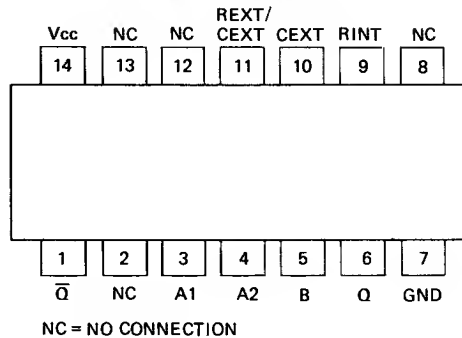 REXT/
Vcc NC NC CEXT CEXT RINT NC
14 13 12 11 10 9 8
1 2 3 4 5 6 7
Q̅ NC A1 A2 B Q GND
NC = NO CONNECTION